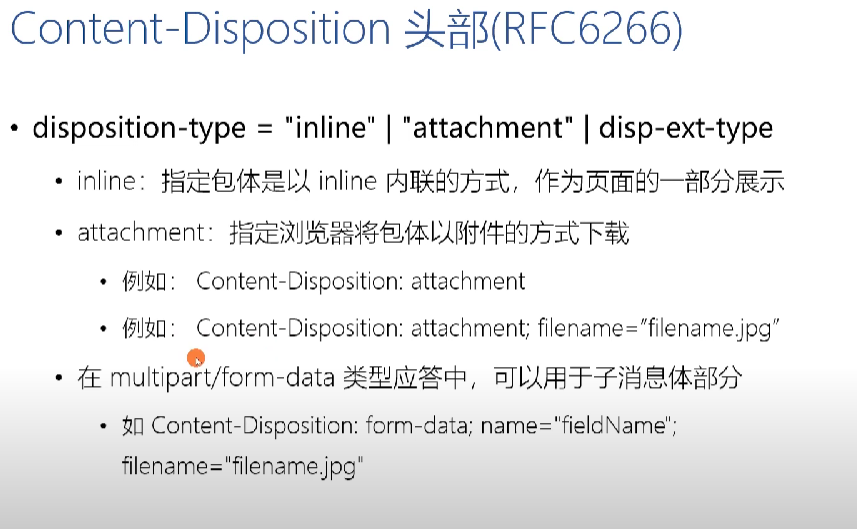 Content-Disposition 头部(RFC6266)
• disposition-type = "inline" | "attachment" | disp-ext-type
• inline：指定包体是以 inline 内联的方式，作为页面的一部分展示
• attachment：指定浏览器将包体以附件的方式下载
• 例如： Content-Disposition: attachment
• 例如： Content-Disposition: attachment; filename=“filename.jpg”
• 在 multipart/form-data 类型应答中，可以用于子消息体部分
• 如 Content-Disposition: form-data; name="fieldName";
filename="filename.jpg"